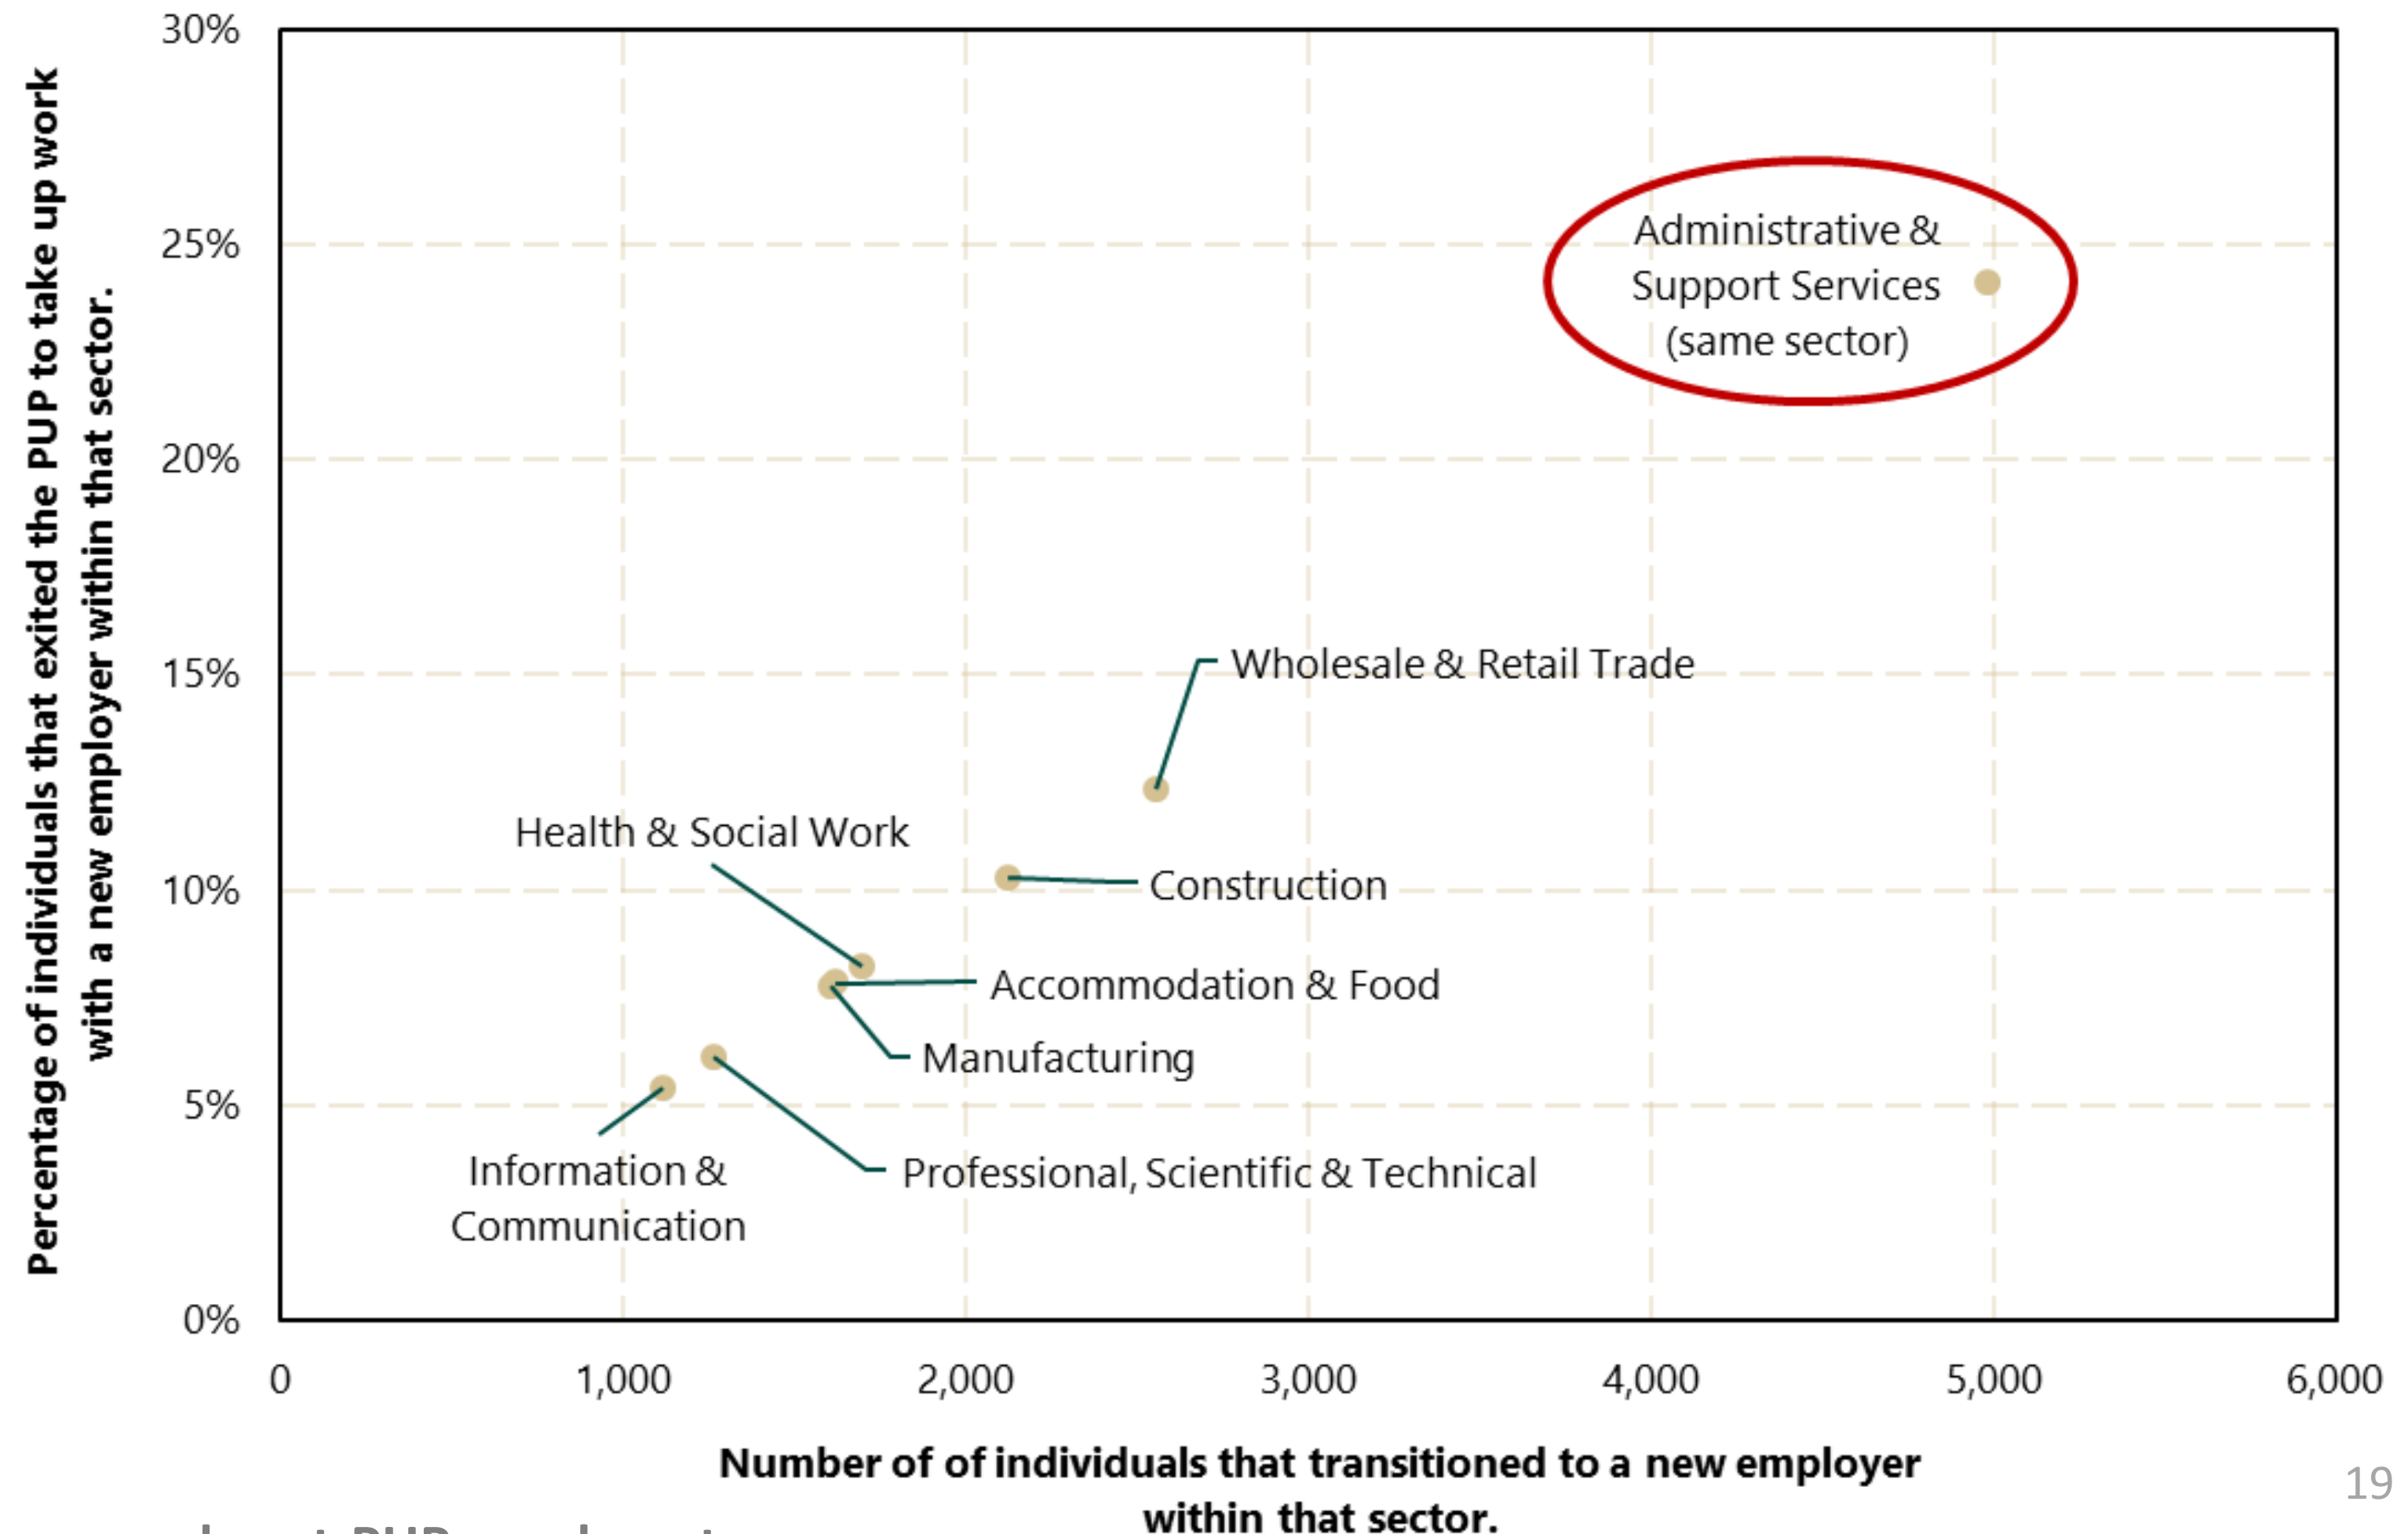 Percentage of individuals that exited the PUP to take up work
with a new employer within that sector.
30%
25%
20%
15%
10%
5%
0%
Administrative &
Support Services
(same sector)
Wholesale & Retail Trade
Health & Social Work
Construction
Accommodation & Food
Manufacturing
Information &
Communication
Professional, Scientific & Technical
0 1,000 2,000 3,000 4,000 5,000 6,000
Number of of individuals that transitioned to a new employer
within that sector.
19
PUP